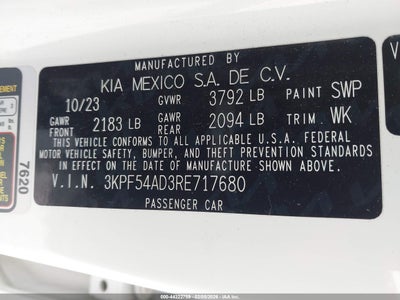 MANUFACTURED BY
KIA MEXICO S.A. DE C.V.
10/23 GVWR 3792 LB PAINT SWP
GAWR FRONT 2183 LB GAWR REAR 2094 LB TRIM WK
THIS VEHICLE CONFORMS TO ALL APPLICABLE U.S.A. FEDERAL
MOTOR VEHICLE SAFETY, BUMPER, AND THEFT PREVENTION STANDARDS
IN EFFECT ON THE DATE OF MANUFACTURE SHOWN ABOVE.
V.I.N. 3KPF54AD3RE717680
PASSENGER CAR
7620
V